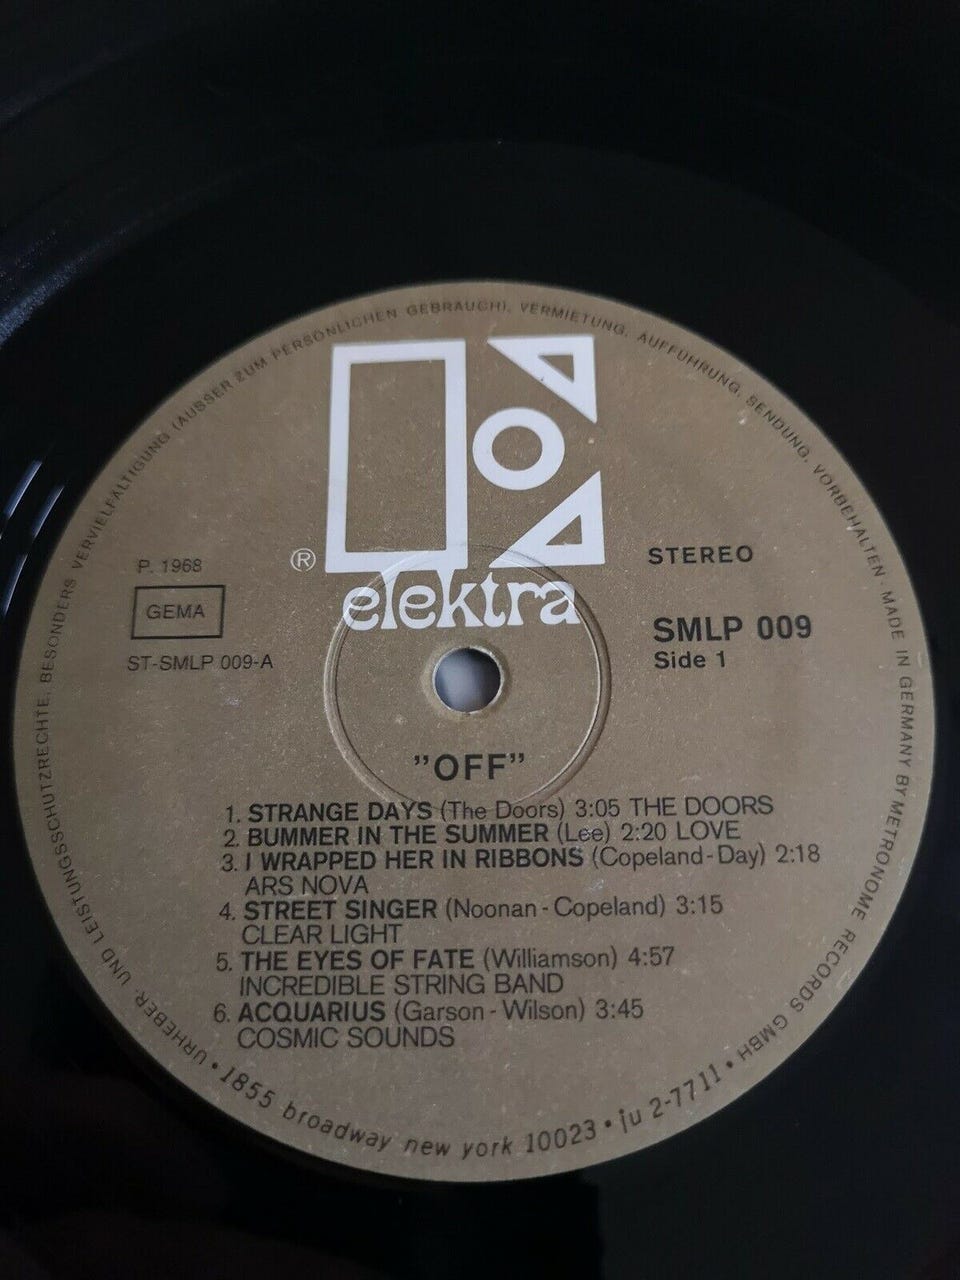 URHEBER- UND LEISTUNGSSCHUTZRECHTE, BESONDERS VERVIELFÄLTIGUNG (AUSSER ZUM PERSÖNLICHEN GEBRAUCH), VERMIETUNG, AUFFÜHRUNG, SENDUNG, VORBEHALTEN · MADE IN GERMANY BY METRONOME RECORDS GMBH
®
elektra
P. 1968
GEMA
ST-SMLP 009-A
STEREO
SMLP 009
Side 1
”OFF”
1. STRANGE DAYS (The Doors) 3:05 THE DOORS
2. BUMMER IN THE SUMMER (Lee) 2:20 LOVE
3. I WRAPPED HER IN RIBBONS (Copeland-Day) 2:18
ARS NOVA
4. STREET SINGER (Noonan-Copeland) 3:15
CLEAR LIGHT
5. THE EYES OF FATE (Williamson) 4:57
INCREDIBLE STRING BAND
6. ACQUARIUS (Garson-Wilson) 3:45
COSMIC SOUNDS
• 1855 broadway new york 10023 • ju 2-7711 •